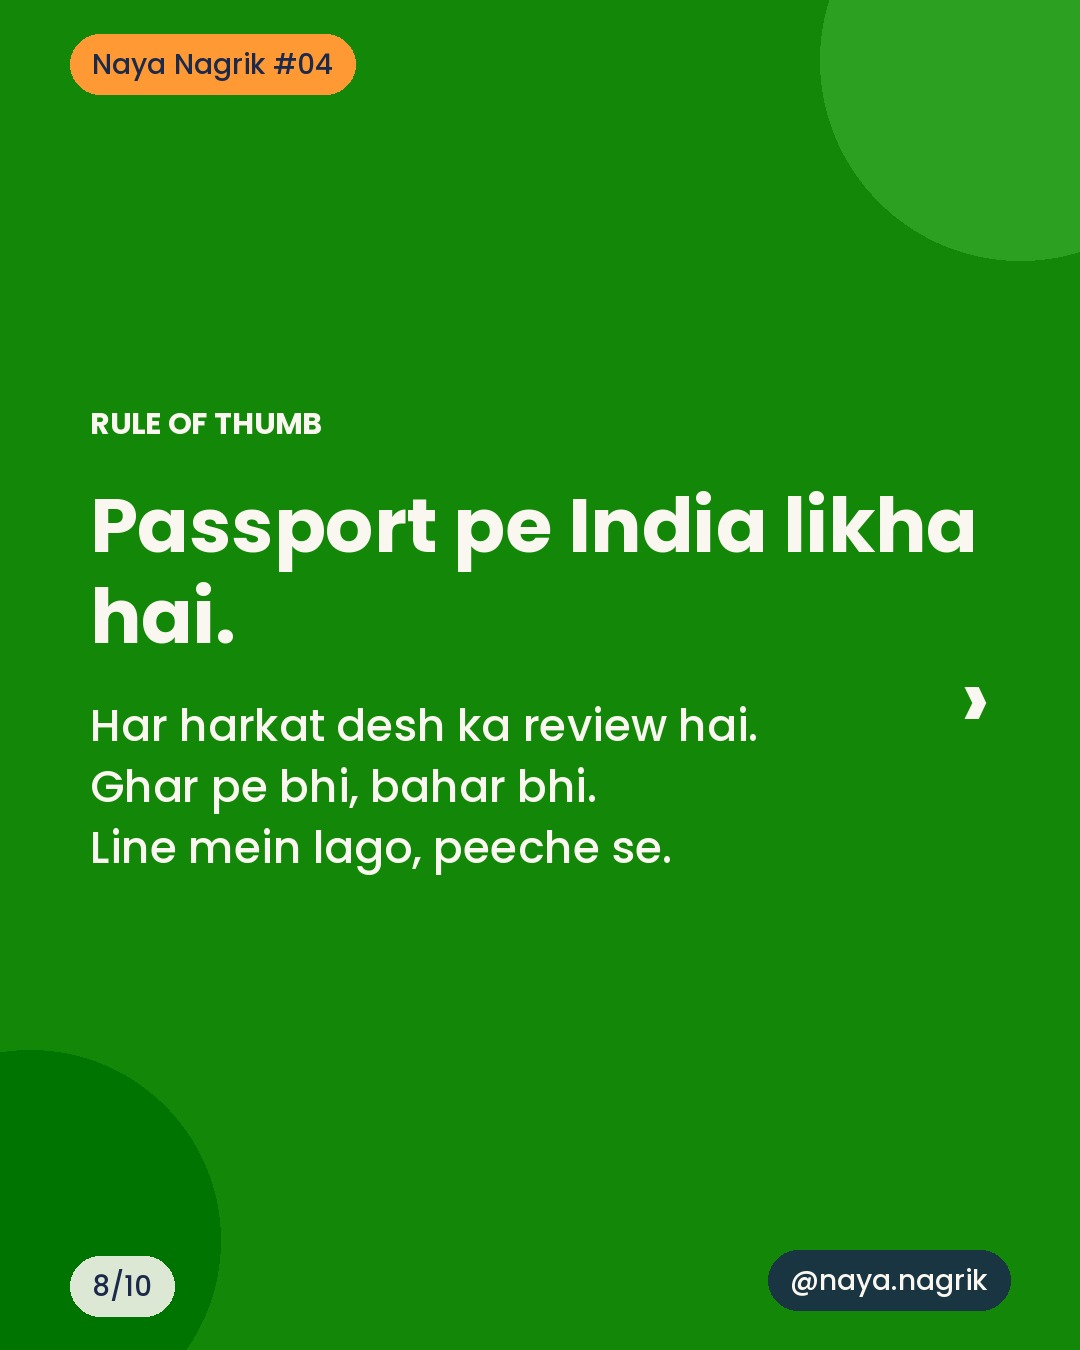 Naya Nagrik #04
RULE OF THUMB
Passport pe India likha
hai.
Har harkat desh ka review hai.
Ghar pe bhi, bahar bhi.
Line mein lago, peeche se.
8/10
@naya.nagrik